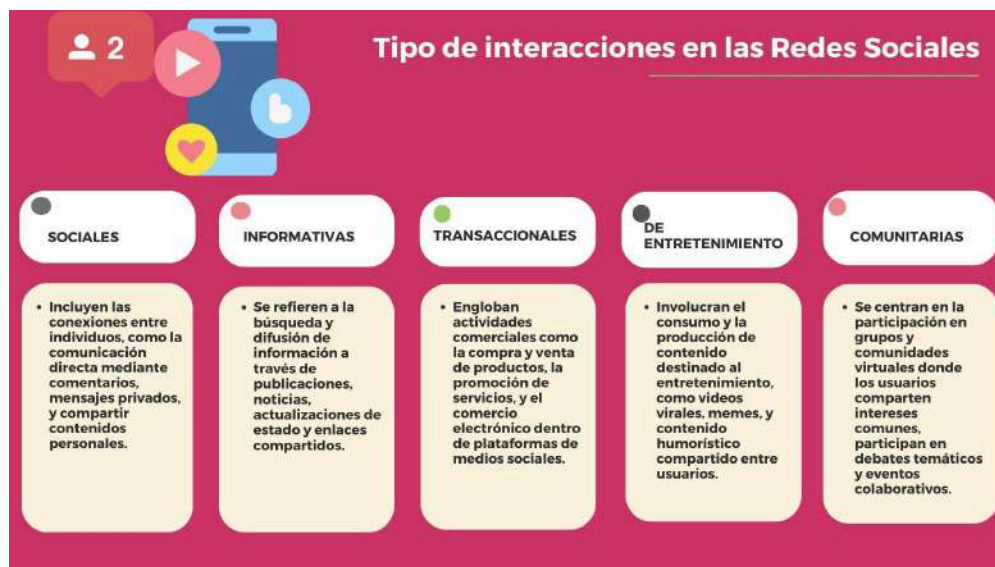 2
Tipo de interacciones en las Redes Sociales
SOCIALES
• Incluyen las
conexiones entre
individuos, como la
comunicación
directa mediante
comentarios,
mensajes privados,
y compartir
contenidos
personales.
INFORMATIVAS
• Se refieren a la
búsqueda y
difusión de
información a
través de
publicaciones,
noticias,
actualizaciones de
estado y enlaces
compartidos.
TRANSACCIONALES
• Engloban
actividades
comerciales como
la compra y venta
de productos, la
promoción de
servicios, y el
comercio
electrónico dentro
de plataformas de
medios sociales.
DE
ENTRETENIMIENTO
• Involucran el
consumo y la
producción de
contenido
destinado al
entretenimiento,
como videos
virales, memes, y
contenido
humorístico
compartido entre
usuarios.
COMUNITARIAS
• Se centran en la
participación en
grupos y
comunidades
virtuales donde
los usuarios
comparten
intereses
comunes,
participan en
debates temáticos
y eventos
colaborativos.